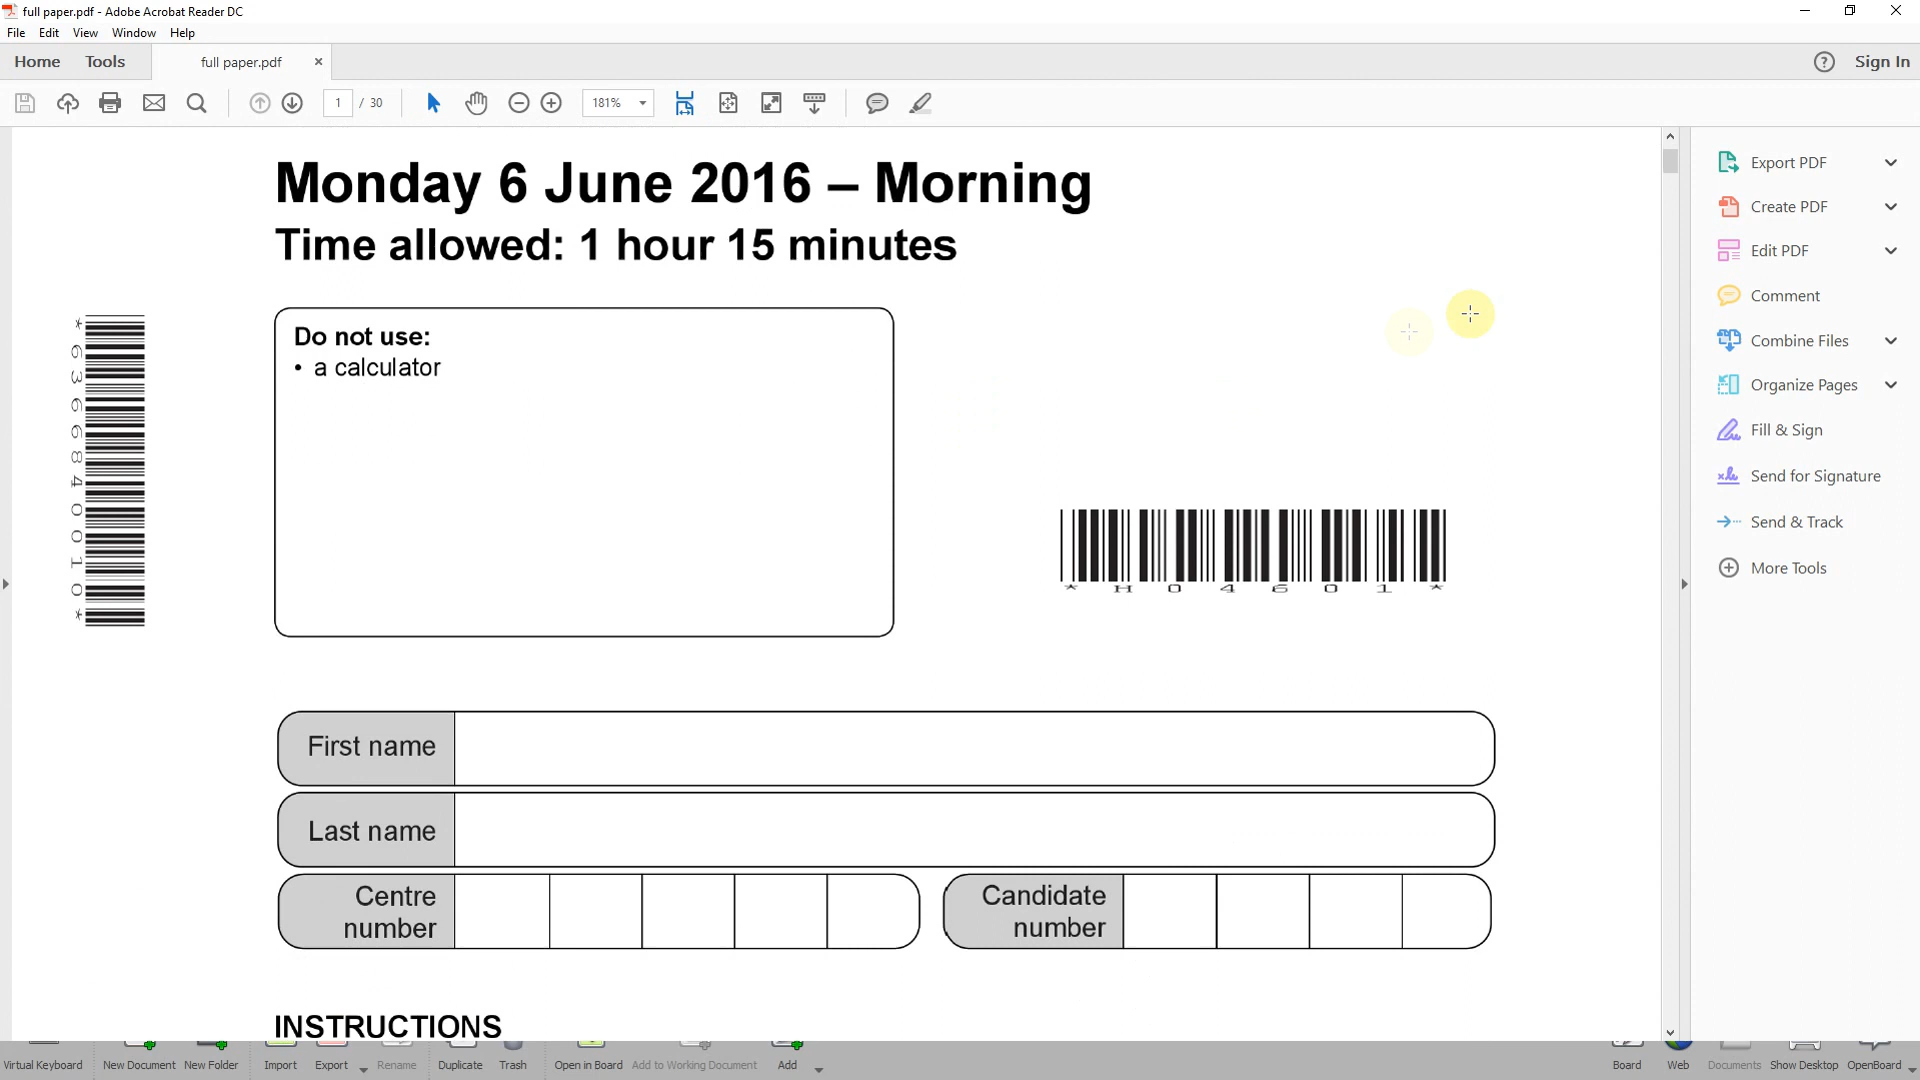 full paper.pdf - Adobe Acrobat Reader DC
File Edit View Window Help
Home Tools full paper.pdf × ? Sign In
1 / 30 181%
Monday 6 June 2016 – Morning
Time allowed: 1 hour 15 minutes
Do not use:
• a calculator
*6366840010*
*H04601*
First name
Last name
Centre number
Candidate number
INSTRUCTIONS
Export PDF
Create PDF
Edit PDF
Comment
Combine Files
Organize Pages
Fill & Sign
Send for Signature
Send & Track
More Tools
Virtual Keyboard New Document New Folder Import Export Rename Duplicate Trash Open in Board Add to Working Document Add Board Web Documents Show Desktop OpenBoard